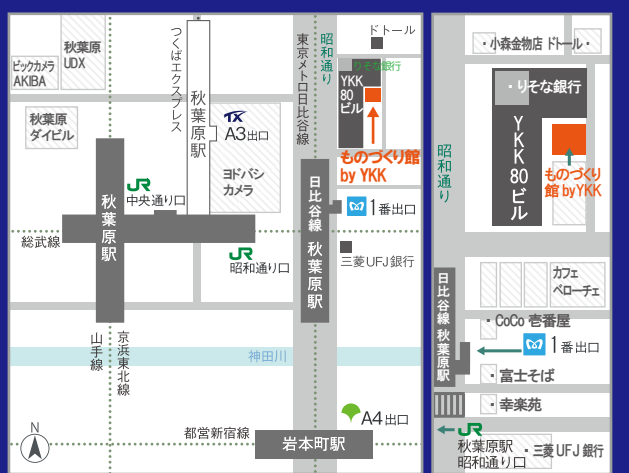 秋葉原
UDX
ビックカメラ
AKIBA
秋葉原
ダイビル
つくばエクスプレス
秋葉原駅
TX
A3出口
ヨドバシ
カメラ
東京メトロ日比谷線
昭和通り
ドトール
りそな銀行
YKK
80
ビル
ものづくり館
by YKK
JR
中央通り口
秋葉原駅
総武線
JR
昭和通り口
日比谷線 秋葉原駅
1番出口
三菱UFJ銀行
山手線
京浜東北線
神田川
都営新宿線
岩本町駅
A4出口
N
・小森金物店 ドトール・
・りそな銀行
YKK80ビル
昭和通り
ものづくり
館 byYKK
カフェ
ベローチェ
日比谷線 秋葉原駅
・CoCo 壱番屋
1番出口
・富士そば
・幸楽苑
JR
秋葉原駅
昭和通り口
・三菱UFJ銀行